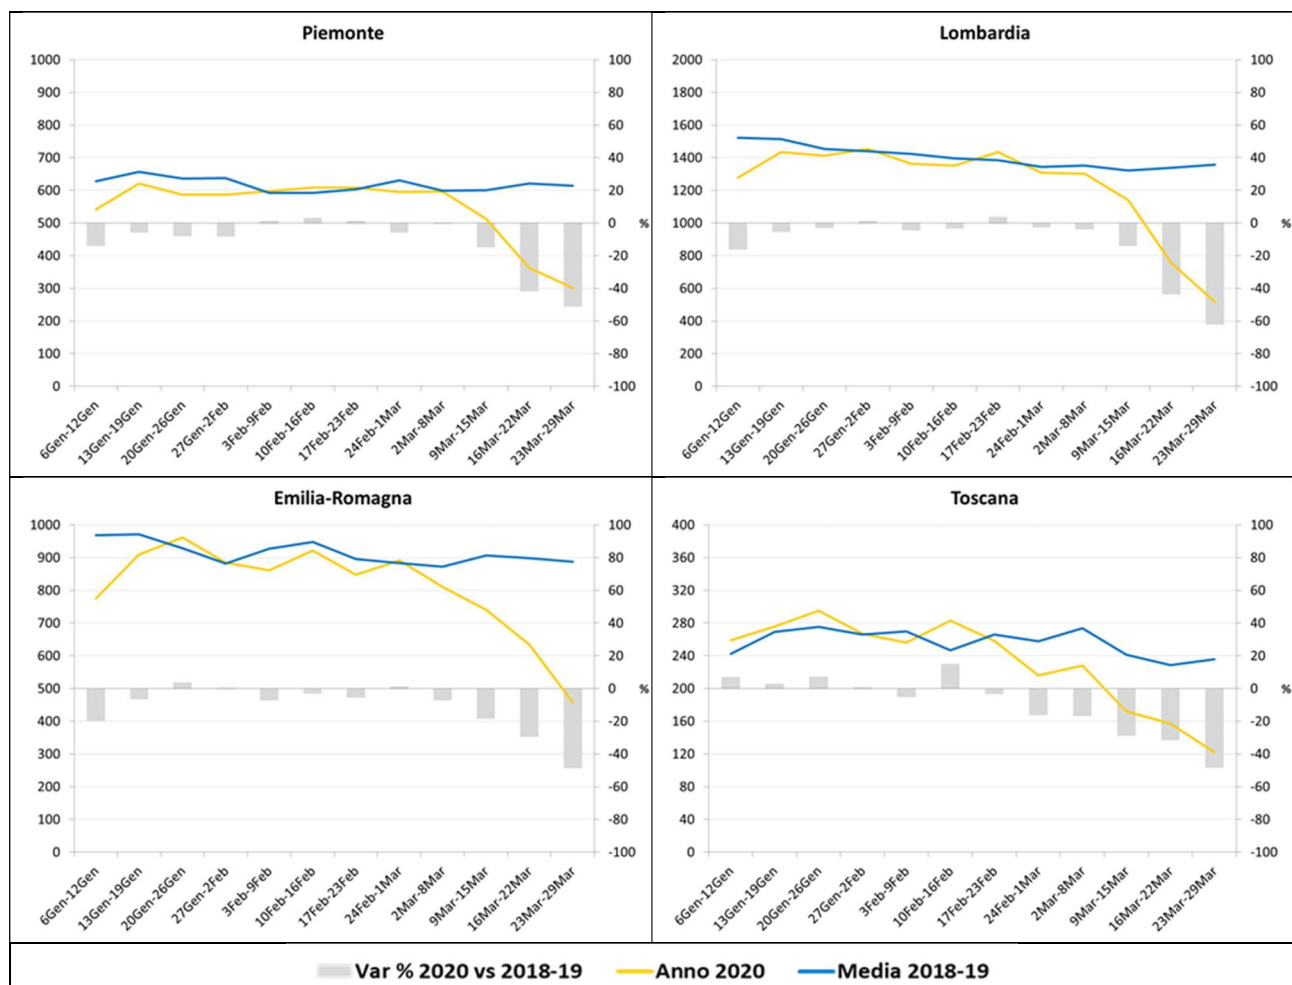 Piemonte
1000
900
800
700
600
500
400
300
200
100
0
100
80
60
40
20
0
-20
-40
-60
-80
-100
%
6Gen-12Gen
13Gen-19Gen
20Gen-26Gen
27Gen-2Feb
3Feb-9Feb
10Feb-16Feb
17Feb-23Feb
24Feb-1Mar
2Mar-8Mar
9Mar-15Mar
16Mar-22Mar
23Mar-29Mar
Lombardia
2000
1800
1600
1400
1200
1000
800
600
400
200
0
100
80
60
40
20
0
-20
-40
-60
-80
-100
%
6Gen-12Gen
13Gen-19Gen
20Gen-26Gen
27Gen-2Feb
3Feb-9Feb
10Feb-16Feb
17Feb-23Feb
24Feb-1Mar
2Mar-8Mar
9Mar-15Mar
16Mar-22Mar
23Mar-29Mar
Emilia-Romagna
1000
900
800
700
600
500
400
300
200
100
0
100
80
60
40
20
0
-20
-40
-60
-80
-100
%
6Gen-12Gen
13Gen-19Gen
20Gen-26Gen
27Gen-2Feb
3Feb-9Feb
10Feb-16Feb
17Feb-23Feb
24Feb-1Mar
2Mar-8Mar
9Mar-15Mar
16Mar-22Mar
23Mar-29Mar
Toscana
400
360
320
280
240
200
160
120
80
40
0
100
80
60
40
20
0
-20
-40
-60
-80
-100
%
6Gen-12Gen
13Gen-19Gen
20Gen-26Gen
27Gen-2Feb
3Feb-9Feb
10Feb-16Feb
17Feb-23Feb
24Feb-1Mar
2Mar-8Mar
9Mar-15Mar
16Mar-22Mar
23Mar-29Mar
Var % 2020 vs 2018-19 Anno 2020 Media 2018-19